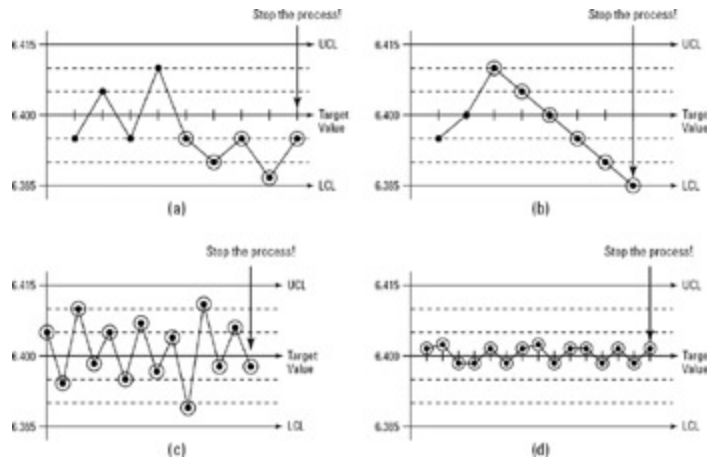 Stop the process!
6.415
UCL
6.400
Target
Value
6.385
LCL
(a)
Stop the process!
6.415
UCL
6.400
Target
Value
6.385
LCL
(b)
Stop the process!
6.415
UCL
6.400
Target
Value
6.385
LCL
(c)
Stop the process!
6.415
UCL
6.400
Target
Value
6.385
LCL
(d)